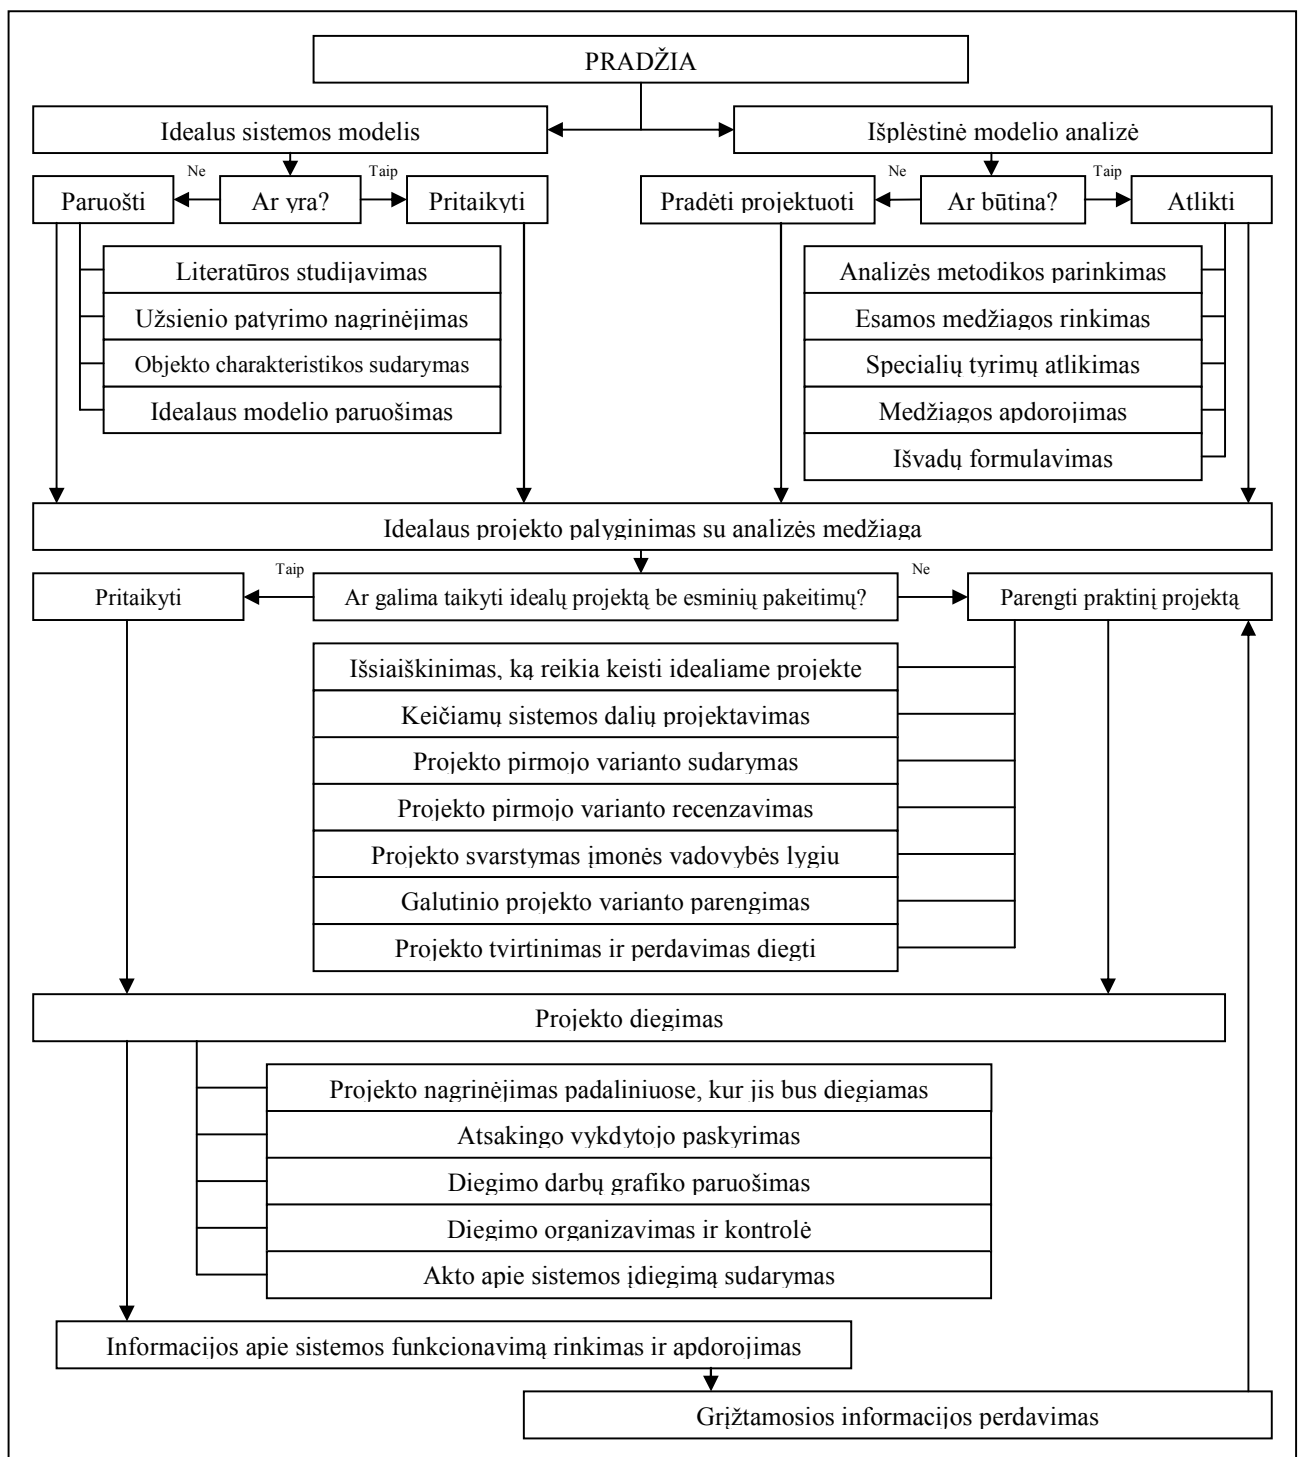 PRADŽIA
Idealus sistemos modelis
Išplėstinė modelio analizė
Ne
Taip
Ne
Taip
Paruošti
Ar yra?
Pritaikyti
Pradėti projektuoti
Ar būtina?
Atlikti
Literatūros studijavimas
Užsienio patyrimo nagrinėjimas
Objekto charakteristikos sudarymas
Idealaus modelio paruošimas
Analizės metodikos parinkimas
Esamos medžiagos rinkimas
Specialių tyrimų atlikimas
Medžiagos apdorojimas
Išvadų formulavimas
Idealaus projekto palyginimas su analizės medžiaga
Taip
Ne
Pritaikyti
Ar galima taikyti idealų projektą be esminių pakeitimų?
Parengti praktinį projektą
Išsiaiškinimas, ką reikia keisti idealiame projekte
Keičiamų sistemos dalių projektavimas
Projekto pirmojo varianto sudarymas
Projekto pirmojo varianto recenzavimas
Projekto svarstymas įmonės vadovybės lygiu
Galutinio projekto varianto parengimas
Projekto tvirtinimas ir perdavimas diegti
Projekto diegimas
Projekto nagrinėjimas padaliniuose, kur jis bus diegiamas
Atsakingo vykdytojo paskyrimas
Diegimo darbų grafiko paruošimas
Diegimo organizavimas ir kontrolė
Akto apie sistemos įdiegimą sudarymas
Informacijos apie sistemos funkcionavimą rinkimas ir apdorojimas
Grįžtamosios informacijos perdavimas